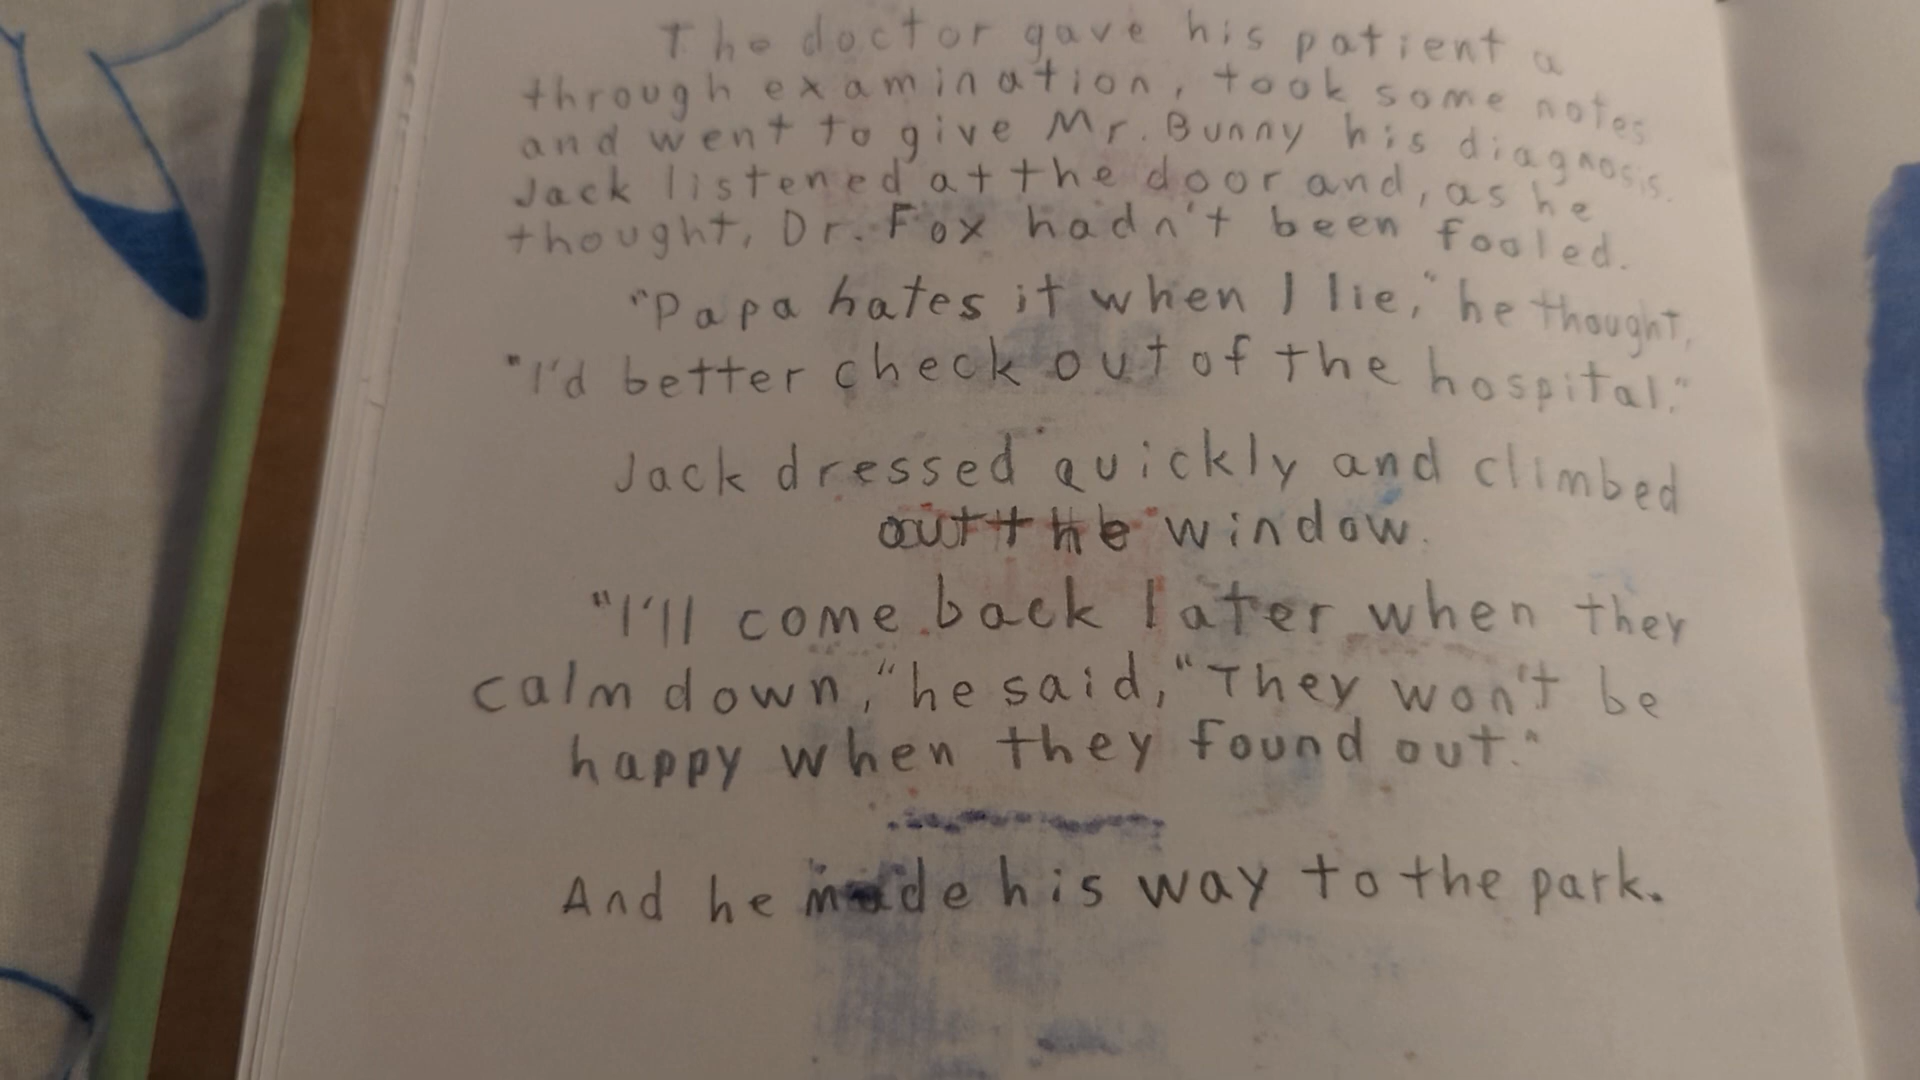 The doctor gave his patient a
through examination, took some notes
and went to give Mr. Bunny his diagnosis.
Jack listened at the door and, as he
thought, Dr. Fox hadn't been fooled.
"Papa hates it when I lie," he thought,
"I'd better check out of the hospital."
Jack dressed quickly and climbed
out the window.
"I'll come back later when they
calm down," he said, "They won't be
happy when they found out."
And he made his way to the park.